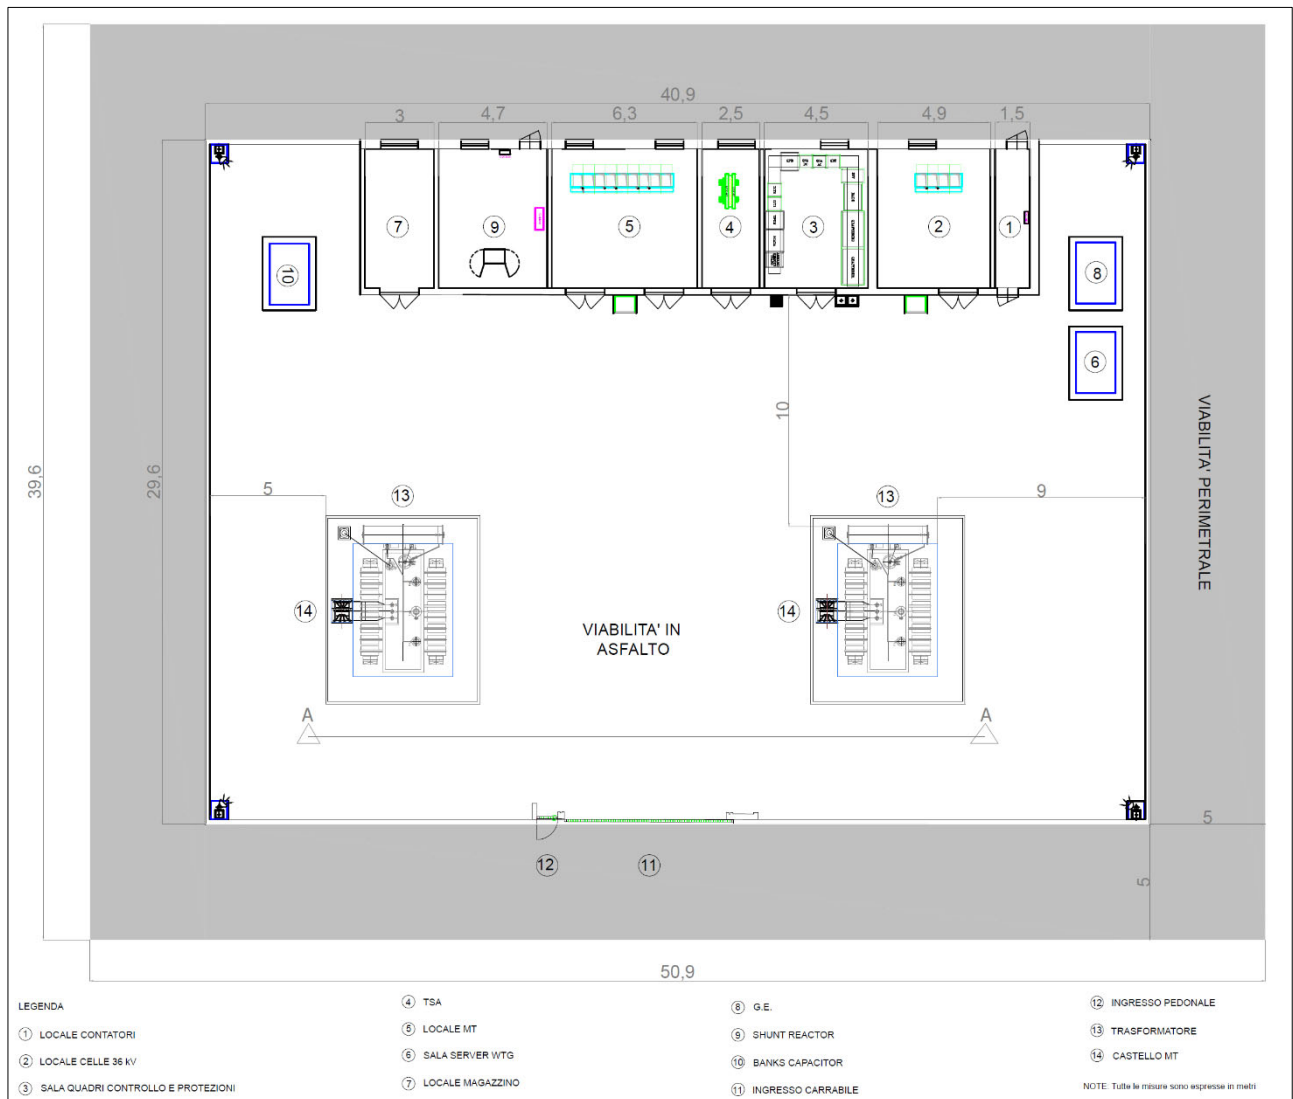 40,9
3
4,7
6,3
2,5
4,5
4,9
1,5
7
9
5
4
3
2
1
10
8
6
39,6
29,6
10
VIABILITA' PERIMETRALE
5
13
13
9
14
14
VIABILITA' IN
ASFALTO
A
A
5
12
11
5
50,9
LEGENDA
1 LOCALE CONTATORI
2 LOCALE CELLE 36 kV
3 SALA QUADRI CONTROLLO E PROTEZIONI
4 TSA
5 LOCALE MT
6 SALA SERVER WTG
7 LOCALE MAGAZZINO
8 G.E.
9 SHUNT REACTOR
10 BANKS CAPACITOR
11 INGRESSO CARRABILE
12 INGRESSO PEDONALE
13 TRASFORMATORE
14 CASTELLO MT
NOTE: Tutte le misure sono espresse in metri